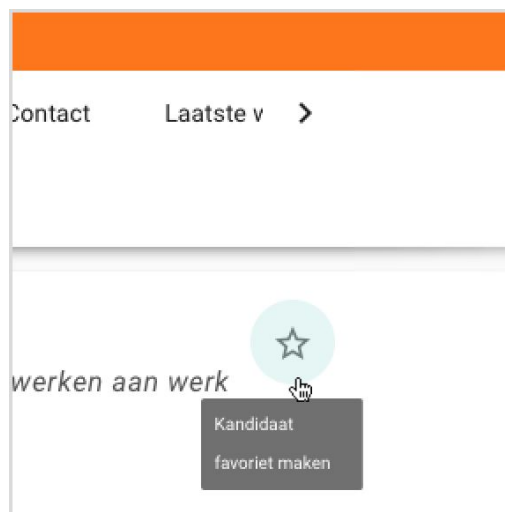 Contact Laatste
werken aan werk
Kandidaat
favoriet maken